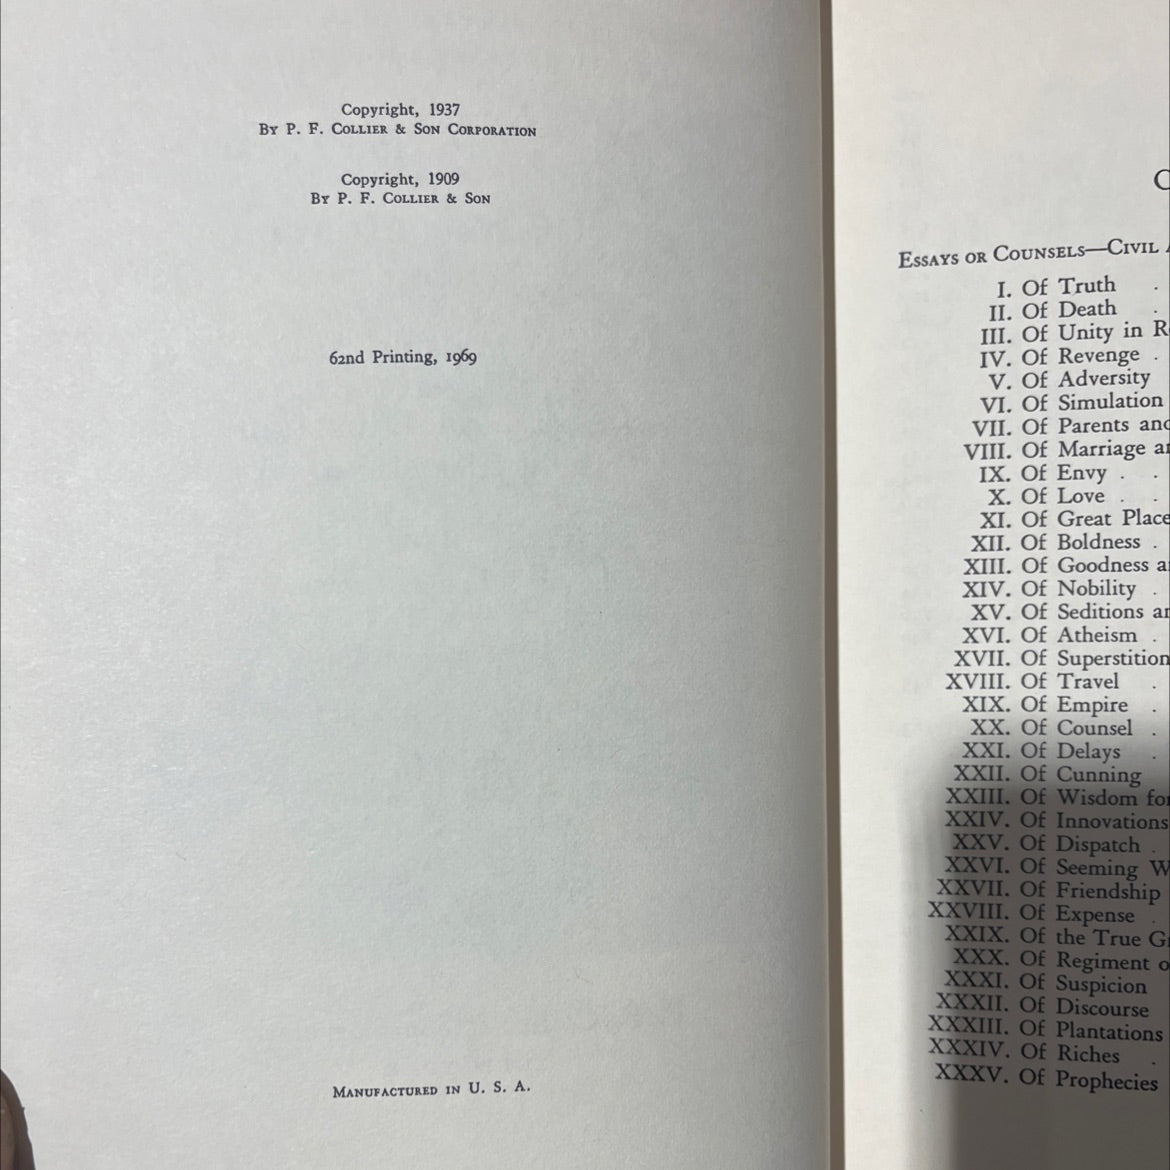 Copyright, 1937
By P. F. Collier & Son Corporation
Copyright, 1909
By P. F. Collier & Son
62nd Printing, 1969
Manufactured in U. S. A.
C
Essays or Counsels—Civil
I. Of Truth .
II. Of Death .
III. Of Unity in
IV. Of Revenge .
V. Of Adversity
VI. Of Simulation
VII. Of Parents and
VIII. Of Marriage
IX. Of Envy . .
X. Of Love . .
XI. Of Great Place
XII. Of Boldness .
XIII. Of Goodness
XIV. Of Nobility .
XV. Of Seditions
XVI. Of Atheism .
XVII. Of Superstition
XVIII. Of Travel .
XIX. Of Empire .
XX. Of Counsel .
XXI. Of Delays .
XXII. Of Cunning
XXIII. Of Wisdom for
XXIV. Of Innovations
XXV. Of Dispatch .
XXVI. Of Seeming
XXVII. Of Friendship
XXVIII. Of Expense .
XXIX. Of the True
XXX. Of Regiment
XXXI. Of Suspicion
XXXII. Of Discourse
XXXIII. Of Plantations
XXXIV. Of Riches .
XXXV. Of Prophecies